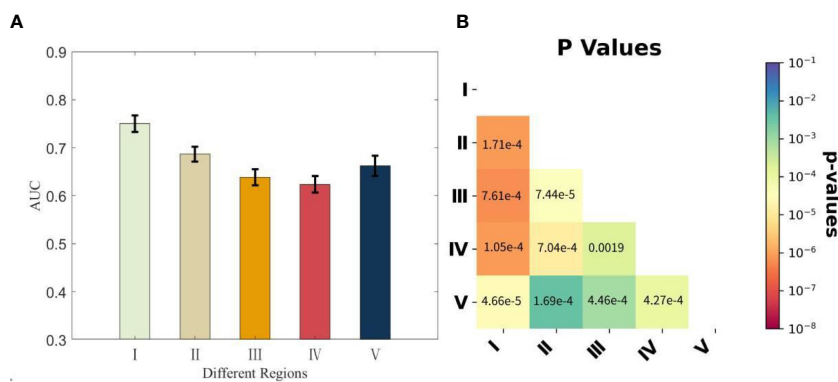 A
0.9
0.8
0.7
0.6
0.5
0.4
0.3
AUC
I II III IV V
Different Regions
B
P Values
I
II 1.71e-4
III 7.61e-4 7.44e-5
IV 1.05e-4 7.04e-4 0.0019
V 4.66e-5 1.69e-4 4.46e-4 4.27e-4
I II III IV V
10⁻¹
10⁻²
10⁻³
10⁻⁴
10⁻⁵
10⁻⁶
10⁻⁷
10⁻⁸
p-values